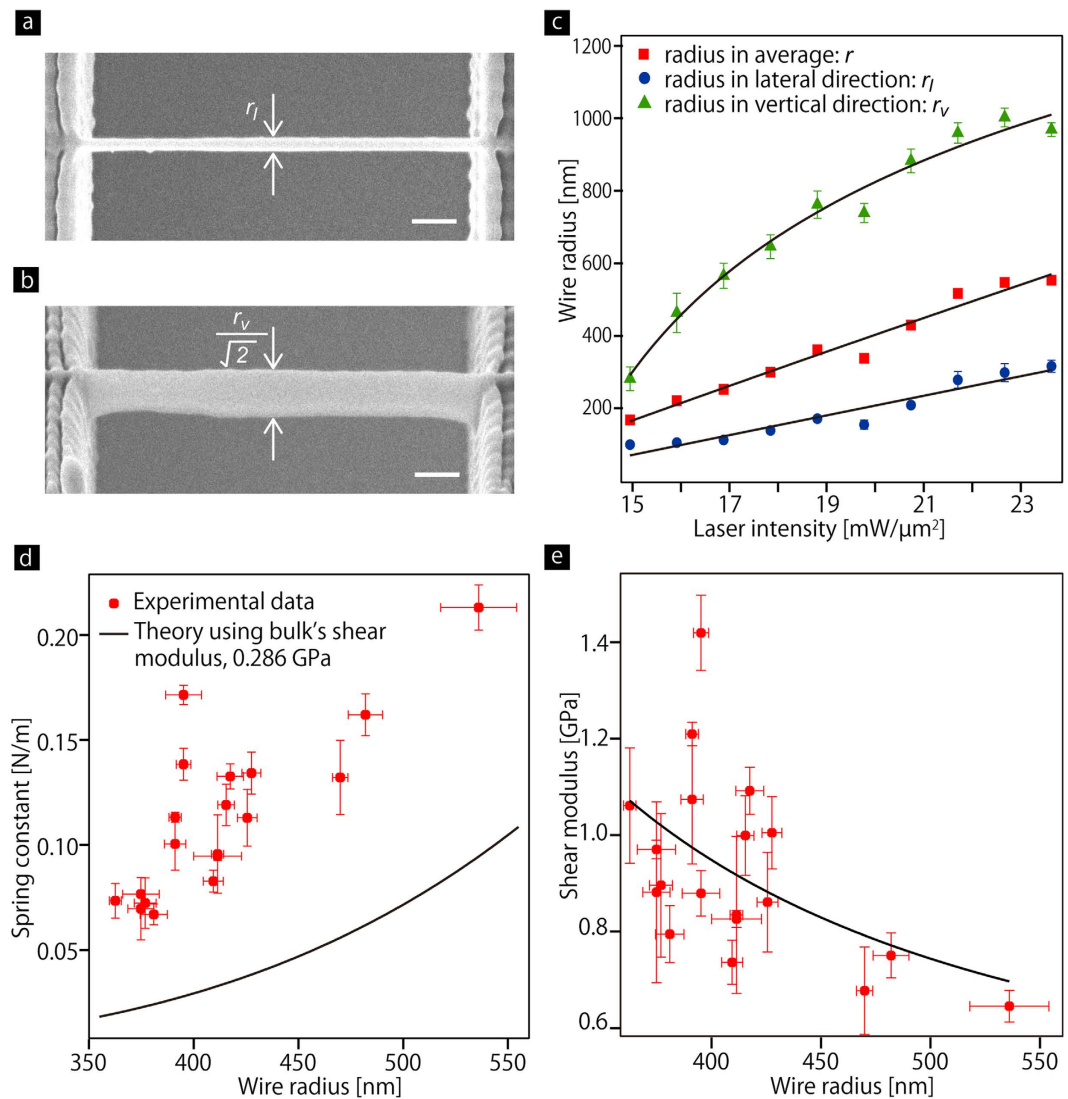 a
r_l
b
r_v
√2
c
1200
1000
800
600
400
200
Wire radius [nm]
radius in average: r
radius in lateral direction: r_l
radius in vertical direction: r_v
15
17
19
21
23
Laser intensity [mW/μm²]
d
0.20
0.15
0.10
0.05
Spring constant [N/m]
Experimental data
Theory using bulk's shear
modulus, 0.286 GPa
350
400
450
500
550
Wire radius [nm]
e
1.4
1.2
1.0
0.8
0.6
Shear modulus [GPa]
400
450
500
550
Wire radius [nm]